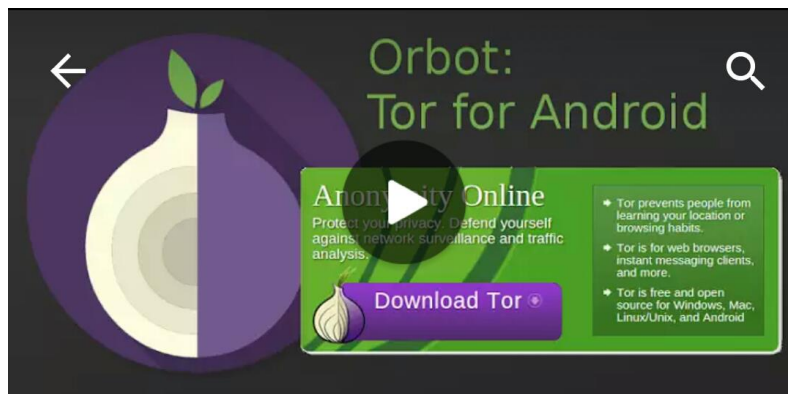 Orbot:
Tor for Android
Anonymity Online
Protect your privacy. Defend yourself
against network surveillance and traffic
analysis.
Download Tor
Tor prevents people from
learning your location or
browsing habits.
Tor is for web browsers,
instant messaging clients,
and more.
Tor is free and open
source for Windows, Mac,
Linux/Unix, and Android